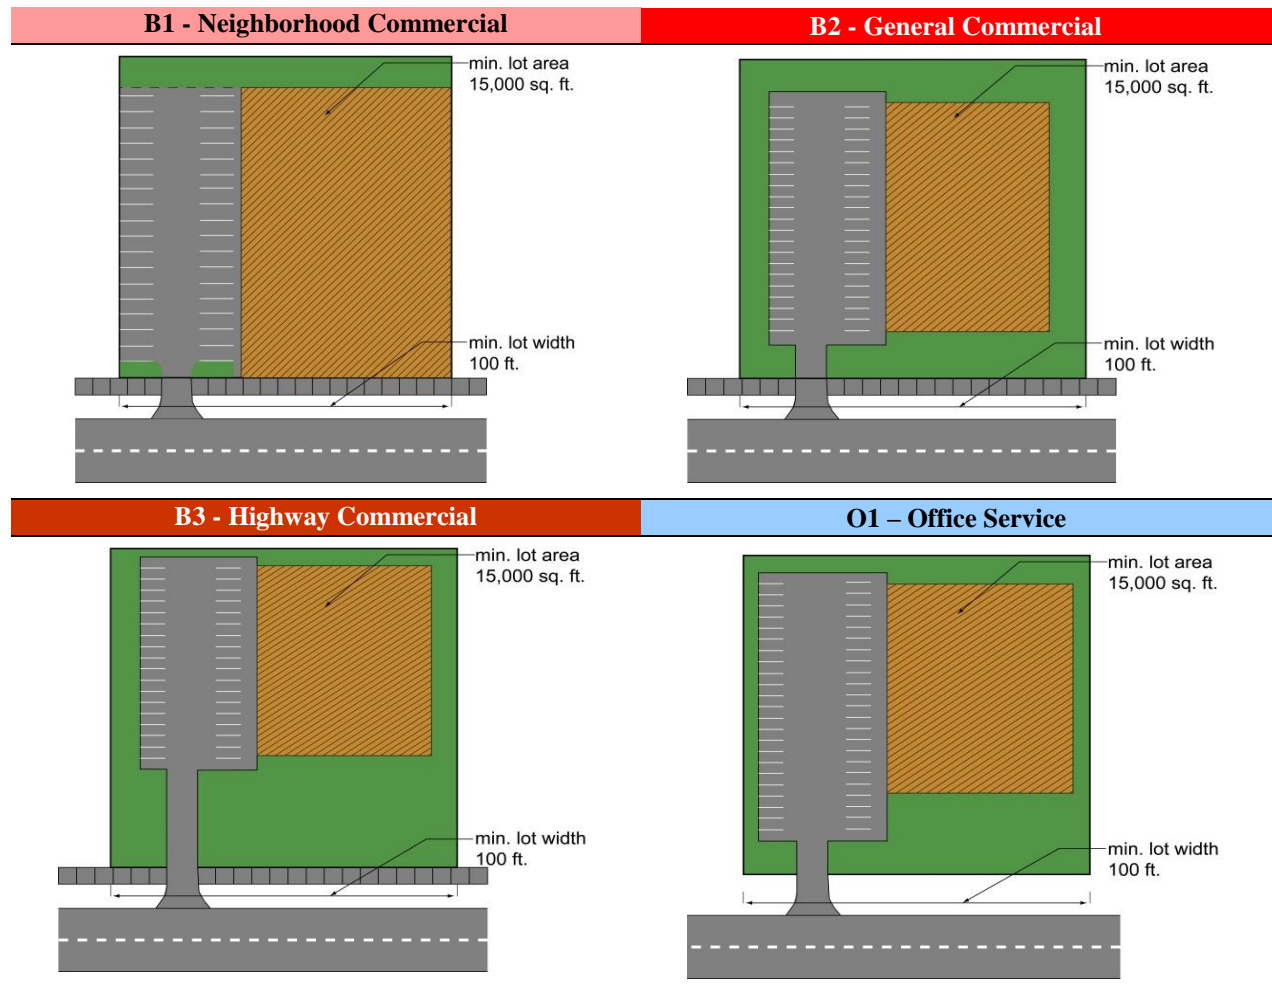 B1 - Neighborhood Commercial
B2 - General Commercial
min. lot area
15,000 sq. ft.
min. lot width
100 ft.
min. lot area
15,000 sq. ft.
min. lot width
100 ft.
B3 - Highway Commercial
O1 – Office Service
min. lot area
15,000 sq. ft.
min. lot width
100 ft.
min. lot area
15,000 sq. ft.
min. lot width
100 ft.